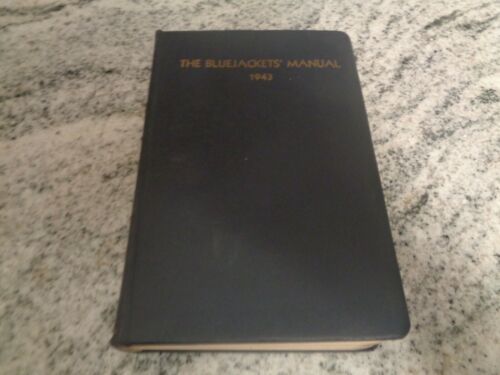 THE BLUEJACKETS' MANUAL
1943